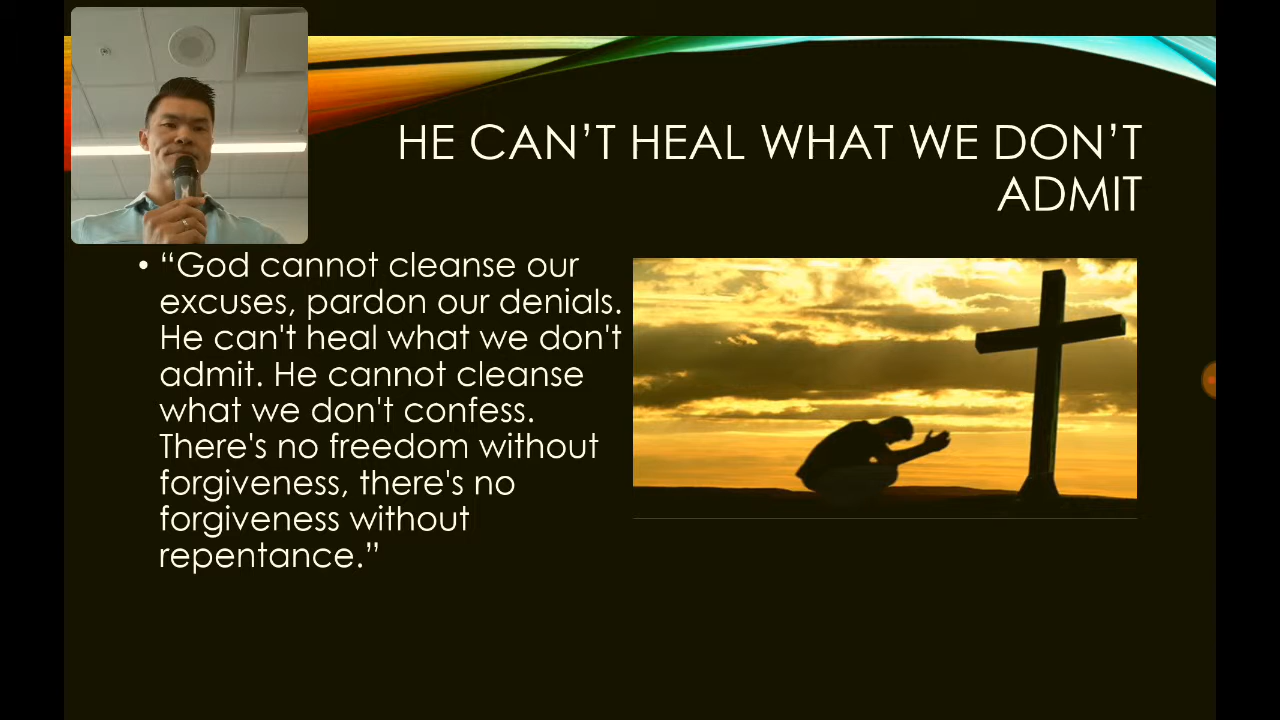 HE CAN’T HEAL WHAT WE DON’T
ADMIT
• “God cannot cleanse our
excuses, pardon our denials.
He can't heal what we don't
admit. He cannot cleanse
what we don't confess.
There's no freedom without
forgiveness, there's no
forgiveness without
repentance.”